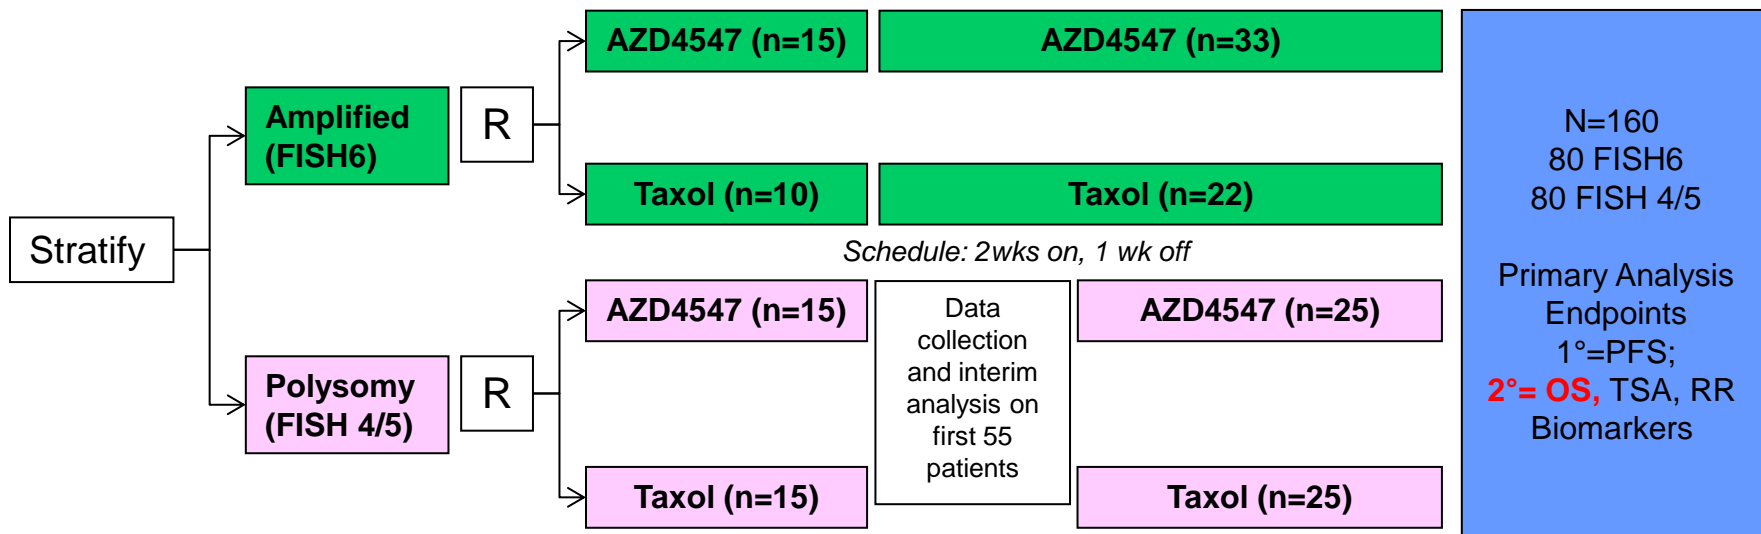 Stratify
Amplified
(FISH6)
R
AZD4547 (n=15)
AZD4547 (n=33)
Taxol (n=10)
Taxol (n=22)
Schedule: 2wks on, 1 wk off
Polysomy
(FISH 4/5)
R
AZD4547 (n=15)
Data
collection
and interim
analysis on
first 55
patients
AZD4547 (n=25)
Taxol (n=15)
Taxol (n=25)
N=160
80 FISH6
80 FISH 4/5
Primary Analysis
Endpoints
1°=PFS;
2°= OS, TSA, RR
Biomarkers